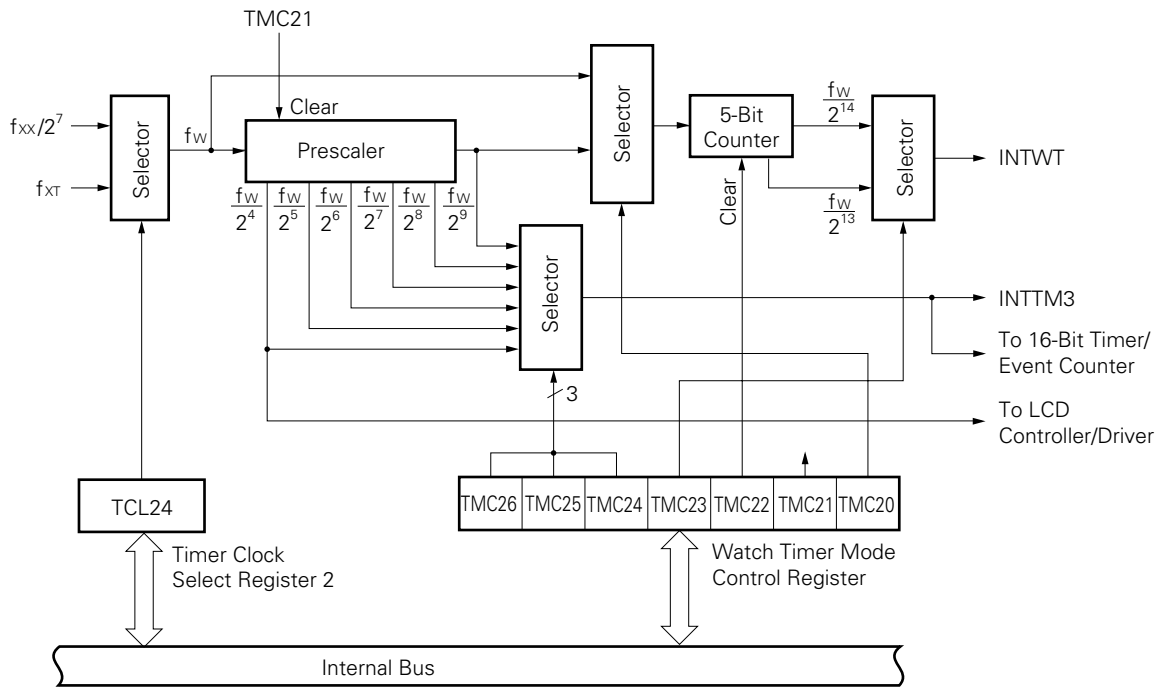 TMC21
Clear
fXX/2^7
fXT
Selector
fW
Prescaler
fW/2^4
fW/2^5
fW/2^6
fW/2^7
fW/2^8
fW/2^9
Selector
Selector
5-Bit
Counter
Clear
fW/2^14
fW/2^13
Selector
INTWT
INTTM3
To 16-Bit Timer/
Event Counter
3
To LCD
Controller/Driver
TCL24
TMC26 TMC25 TMC24 TMC23 TMC22 TMC21 TMC20
Timer Clock
Select Register 2
Watch Timer Mode
Control Register
Internal Bus